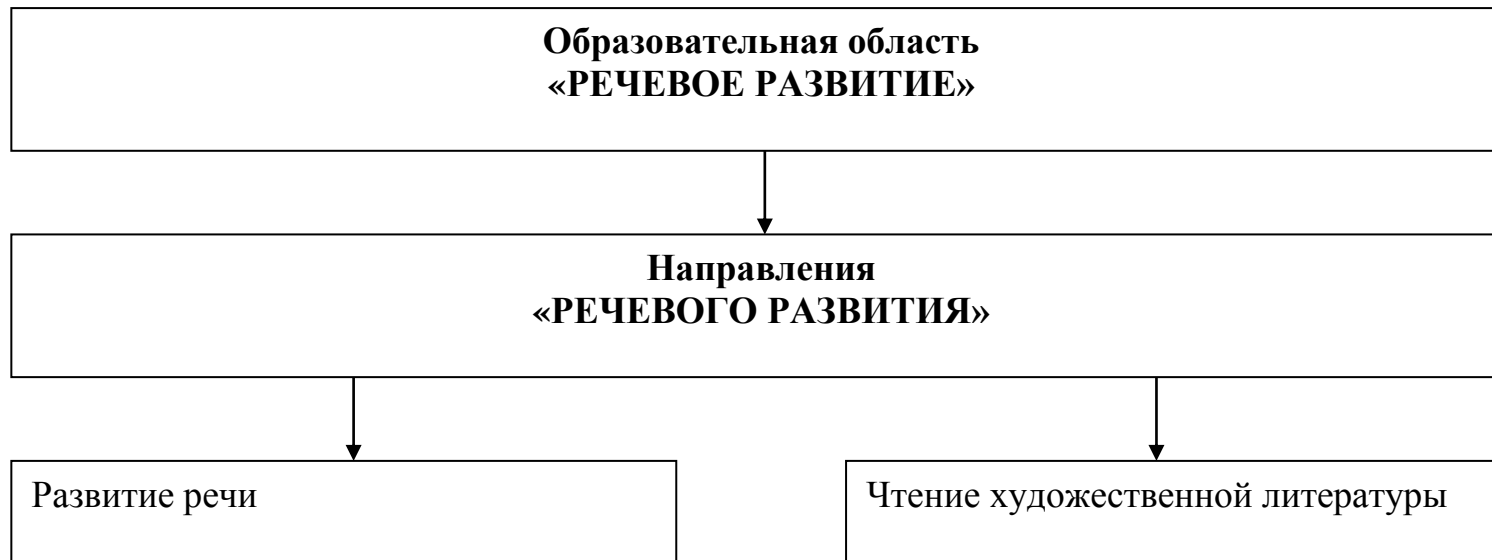 Образовательная область
«РЕЧЕВОЕ РАЗВИТИЕ»
Направления
«РЕЧЕВОГО РАЗВИТИЯ»
Развитие речи
Чтение художественной литературы